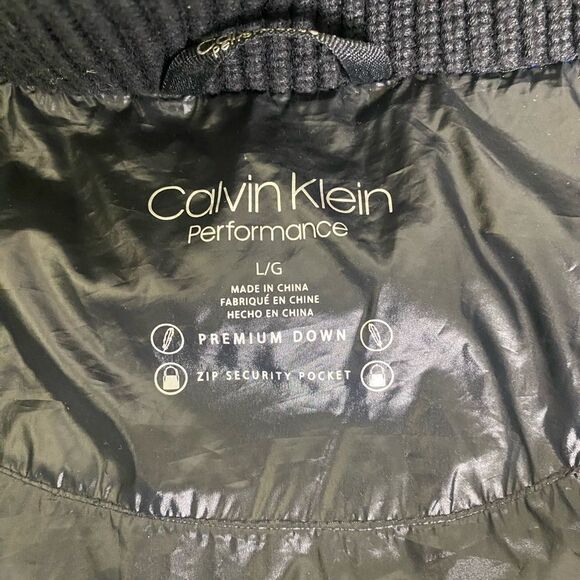 Calvin Klein
Performance
L/G
MADE IN CHINA
FABRIQUÉ EN CHINE
HECHO EN CHINA
PREMIUM DOWN
ZIP SECURITY POCKET